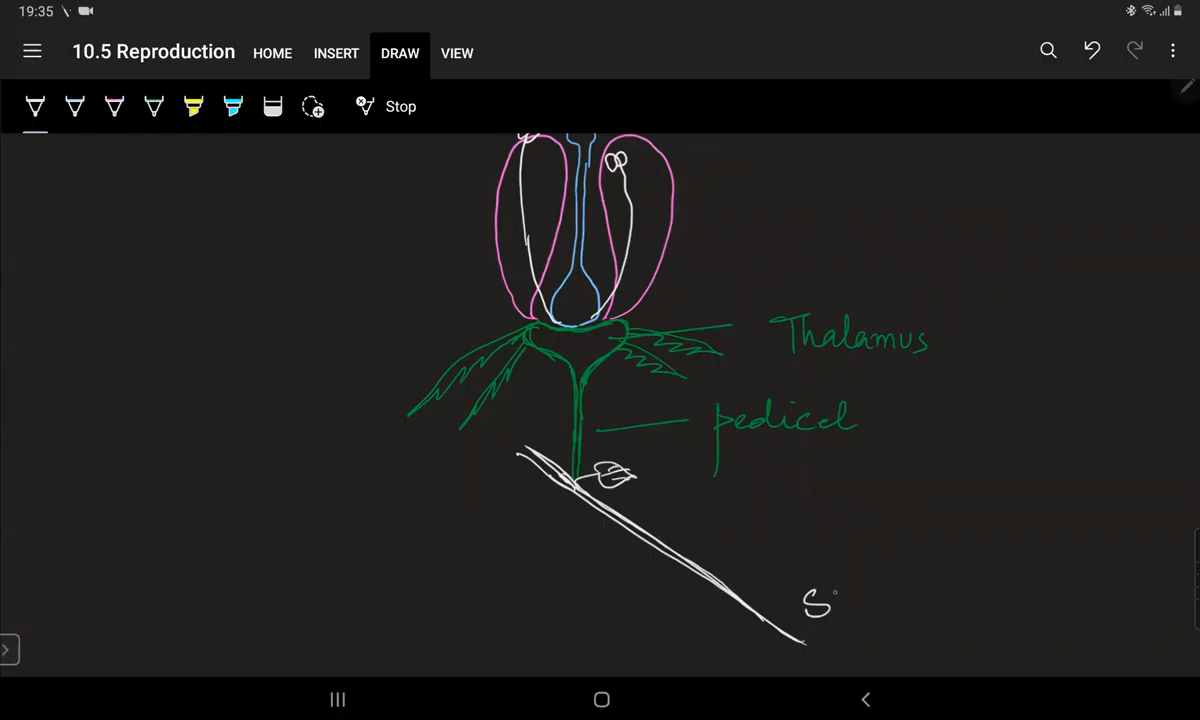 19:35
10.5 Reproduction HOME INSERT DRAW VIEW
Stop
Thalamus
pedicel
S